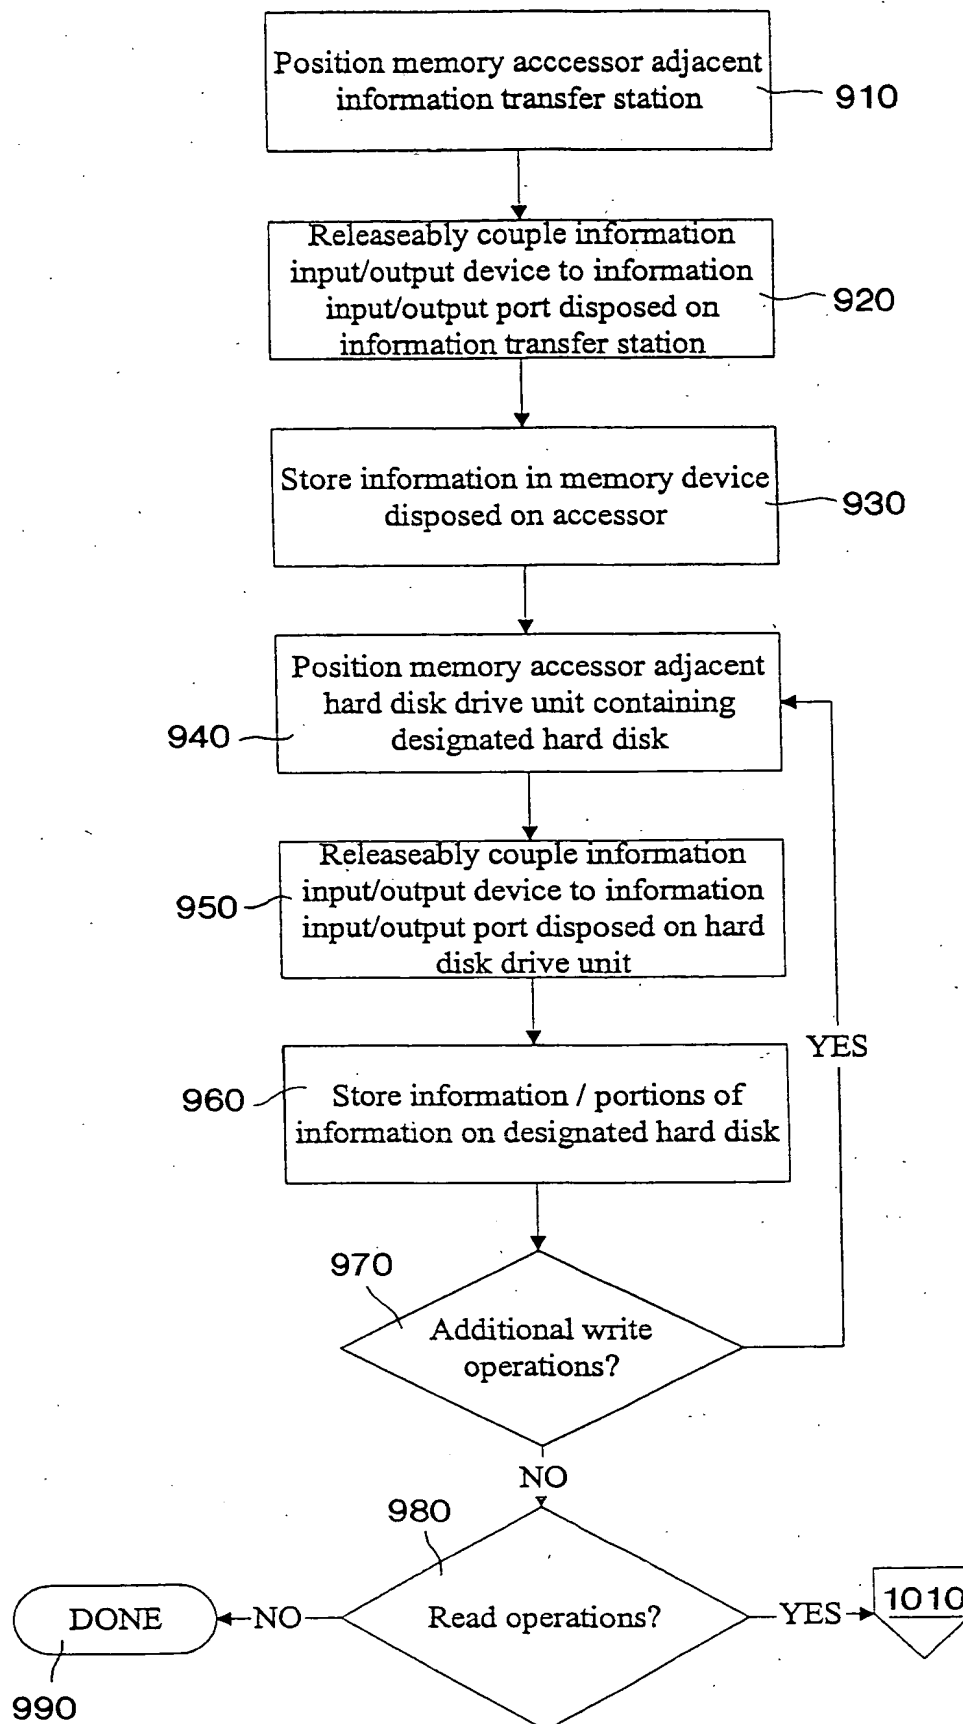 Position memory acccessor adjacent
information transfer station
910
Releaseably couple information
input/output device to information
input/output port disposed on
information transfer station
920
Store information in memory device
disposed on accessor
930
Position memory accessor adjacent
hard disk drive unit containing
designated hard disk
940
Releaseably couple information
input/output device to information
input/output port disposed on hard
disk drive unit
950
YES
Store information / portions of
information on designated hard disk
960
970
Additional write
operations?
NO
980
Read operations?
NO
DONE
990
YES
1010